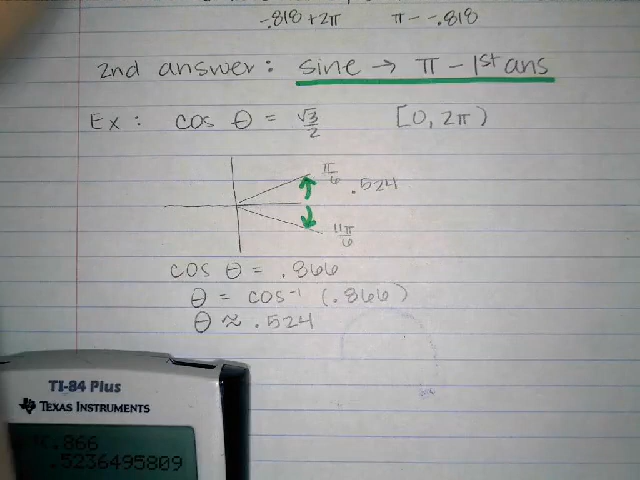 -.818 + 2π π - -.818
2nd answer: sine → π - 1st ans
Ex: cos θ = √3/2 [0, 2π)
π/6 .524
11π/6
cos θ = .866
θ = cos⁻¹ (.866)
θ ≈ .524
TI-84 Plus
TEXAS INSTRUMENTS
.866
.5236495809